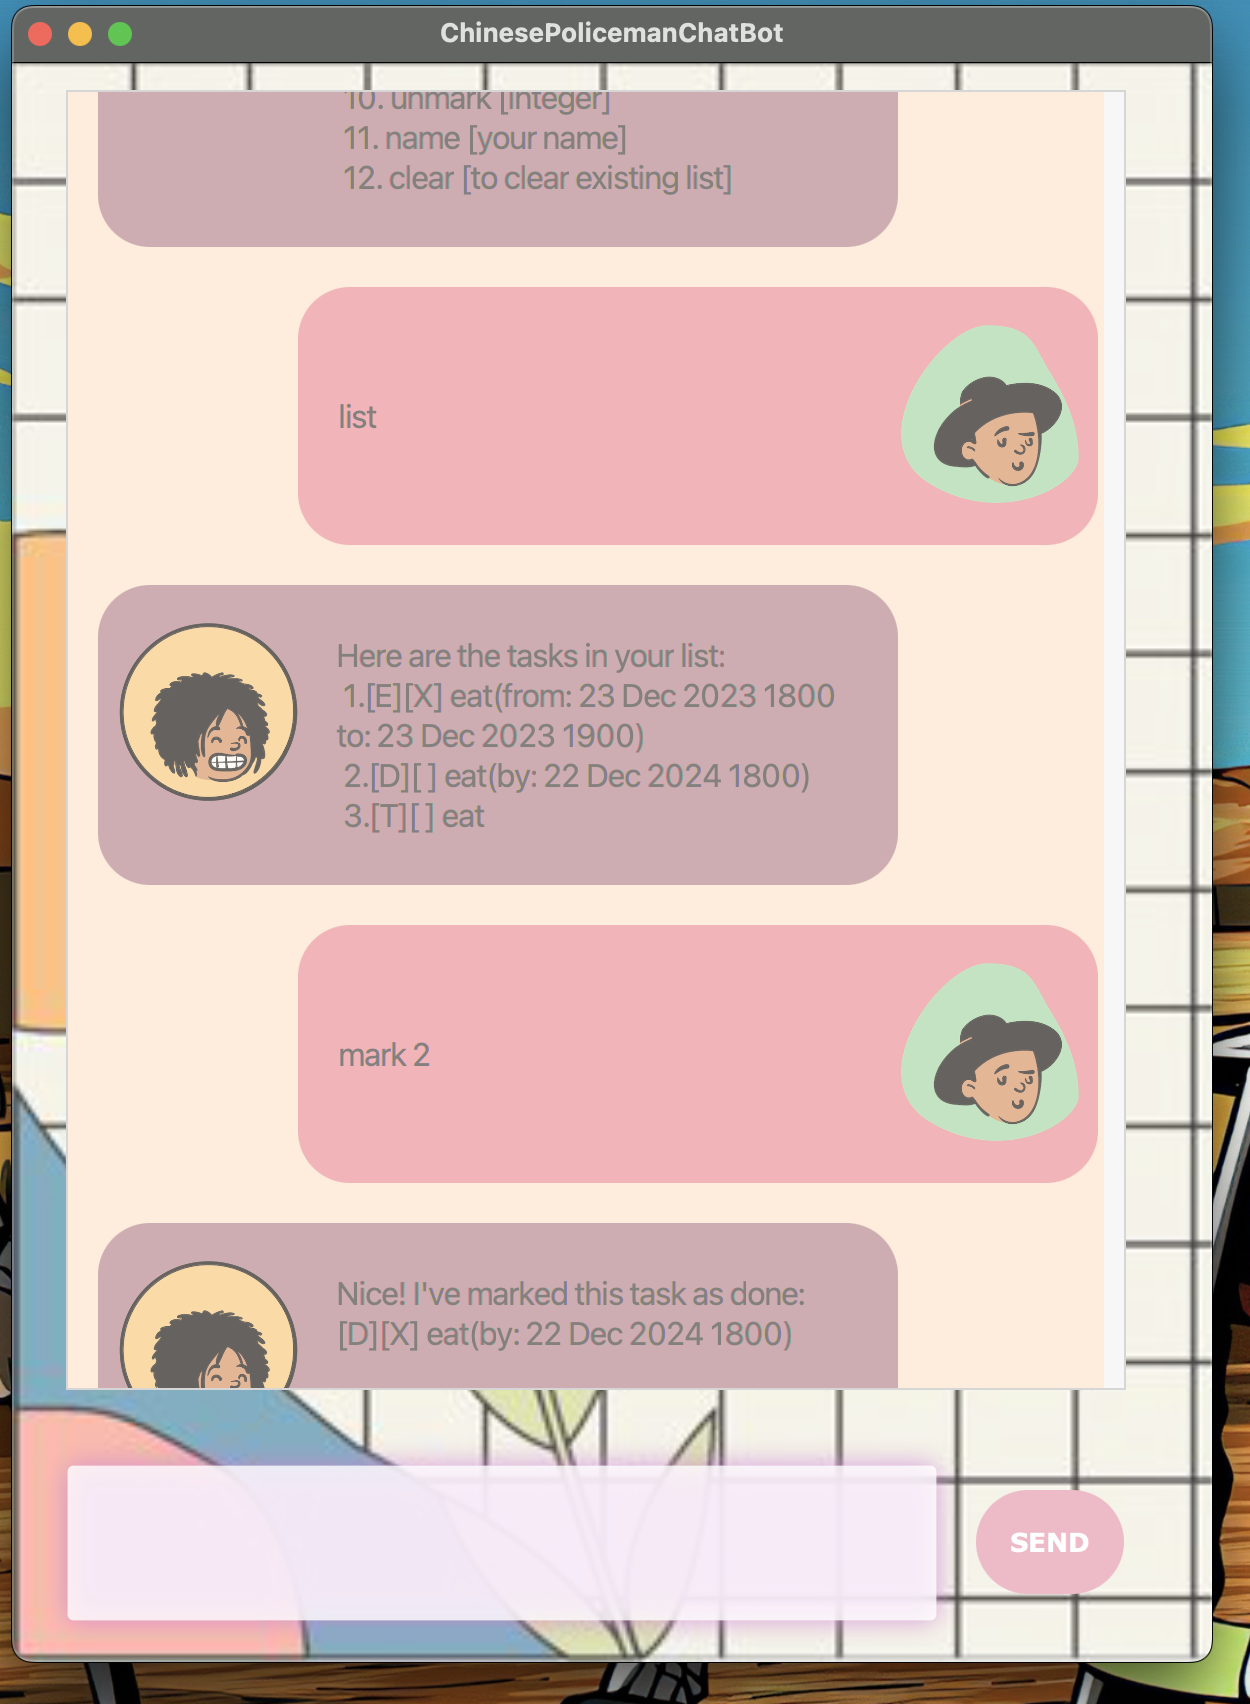 ChinesePolicemanChatBot
10. unmark [integer]
11. name [your name]
12. clear [to clear existing list]
list
Here are the tasks in your list:
1.[E][X] eat(from: 23 Dec 2023 1800
to: 23 Dec 2023 1900)
2.[D][ ] eat(by: 22 Dec 2024 1800)
3.[T][ ] eat
mark 2
Nice! I've marked this task as done:
[D][X] eat(by: 22 Dec 2024 1800)
SEND